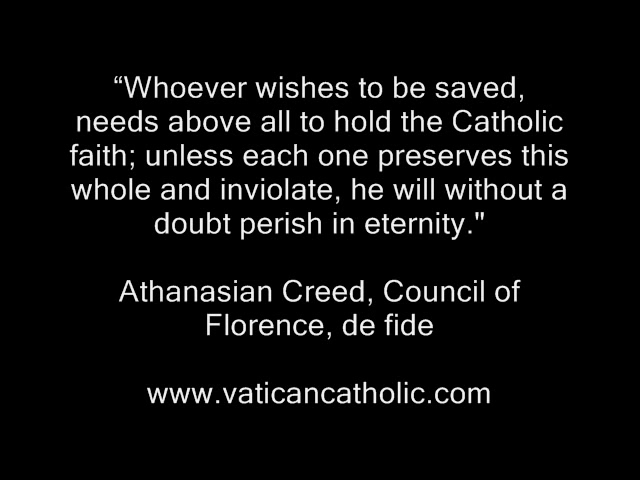 “Whoever wishes to be saved,
needs above all to hold the Catholic
faith; unless each one preserves this
whole and inviolate, he will without a
doubt perish in eternity."
Athanasian Creed, Council of
Florence, de fide
www.vaticancatholic.com